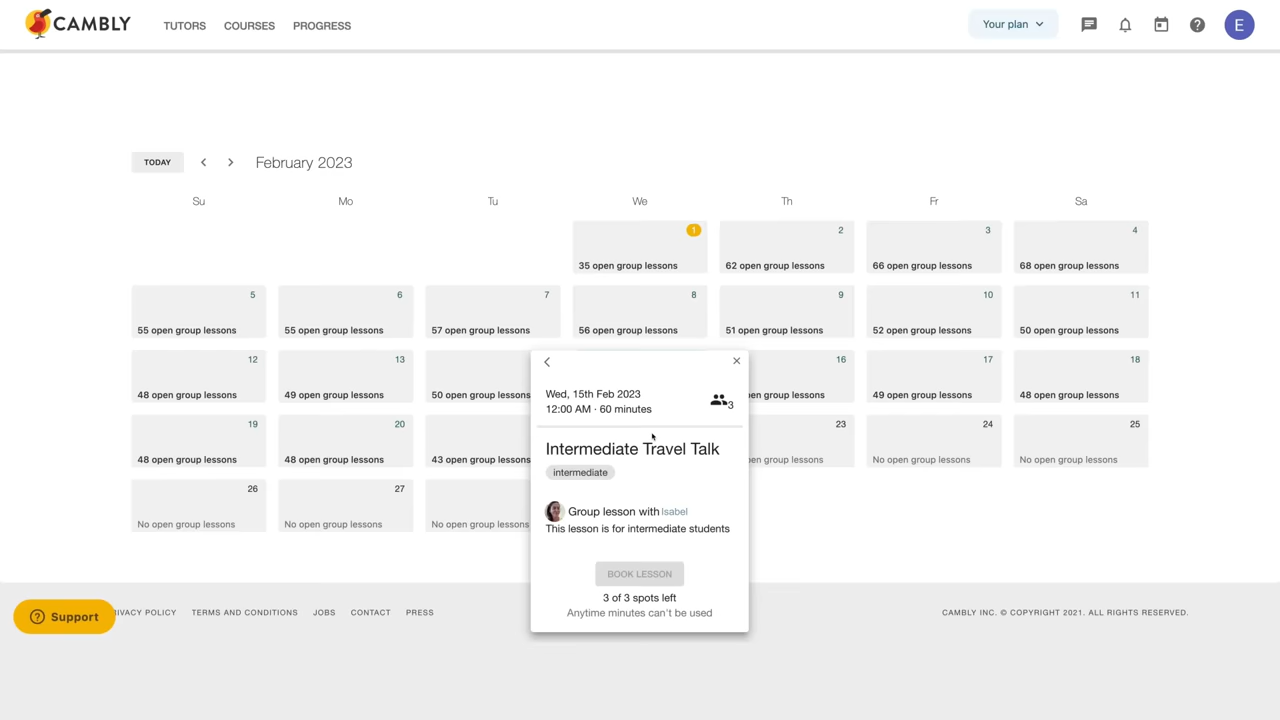 CAMBLY
TUTORS COURSES PROGRESS
Your plan
E
TODAY
February 2023
Su Mo Tu We Th Fr Sa
1 2 3 4
35 open group lessons 62 open group lessons 66 open group lessons 68 open group lessons
5 6 7 8 9 10 11
55 open group lessons 55 open group lessons 57 open group lessons 56 open group lessons 51 open group lessons 52 open group lessons 50 open group lessons
12 13 16 17 18
48 open group lessons 49 open group lessons 50 open group lessons open group lessons 49 open group lessons 48 open group lessons
19 20 23 24 25
48 open group lessons 48 open group lessons 43 open group lessons open group lessons No open group lessons No open group lessons
26 27
No open group lessons No open group lessons No open group lessons
Wed, 15th Feb 2023
12:00 AM · 60 minutes
3
Intermediate Travel Talk
intermediate
Group lesson with Isabel
This lesson is for intermediate students
BOOK LESSON
3 of 3 spots left
Anytime minutes can't be used
Support
RIVACY POLICY TERMS AND CONDITIONS JOBS CONTACT PRESS
CAMBLY INC. © COPYRIGHT 2021. ALL RIGHTS RESERVED.